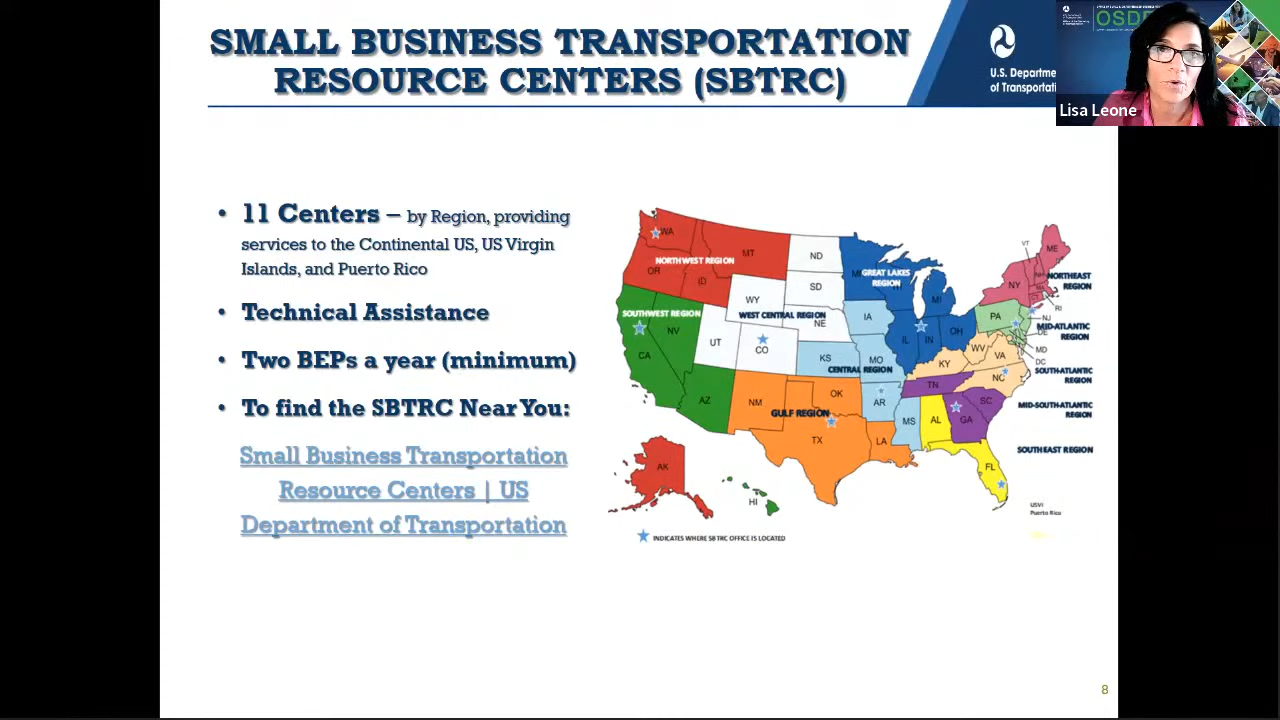 SMALL BUSINESS TRANSPORTATION
RESOURCE CENTERS (SBTRC)
U.S. Departme
of Transportati
OSD
Lisa Leone
• 11 Centers – by Region, providing
services to the Continental US, US Virgin
Islands, and Puerto Rico
• Technical Assistance
• Two BEPs a year (minimum)
• To find the SBTRC Near You:
Small Business Transportation
Resource Centers | US
Department of Transportation
WA
OR
ID
MT
NORTHWEST REGION
ND
SD
WY
NE
WEST CENTRAL REGION
UT
CO
SOUTHWEST REGION
NV
CA
AZ
GREAT LAKES
REGION
MI
IL
IN
OH
IA
KS
MO
CENTRAL REGION
AR
MS
NM
OK
GULF REGION
TX
LA
VT
ME
NH
NY
RI
NORTHEAST
REGION
PA
NJ
DE
MD
DC
MID-ATLANTIC
REGION
KY
WV
VA
NC
SOUTH-ATLANTIC
REGION
TN
SC
GA
MID-SOUTH-ATLANTIC
REGION
AL
FL
SOUTHEAST REGION
AK
HI
USVI
Puerto Rico
INDICATES WHERE SBTRC OFFICE IS LOCATED
8